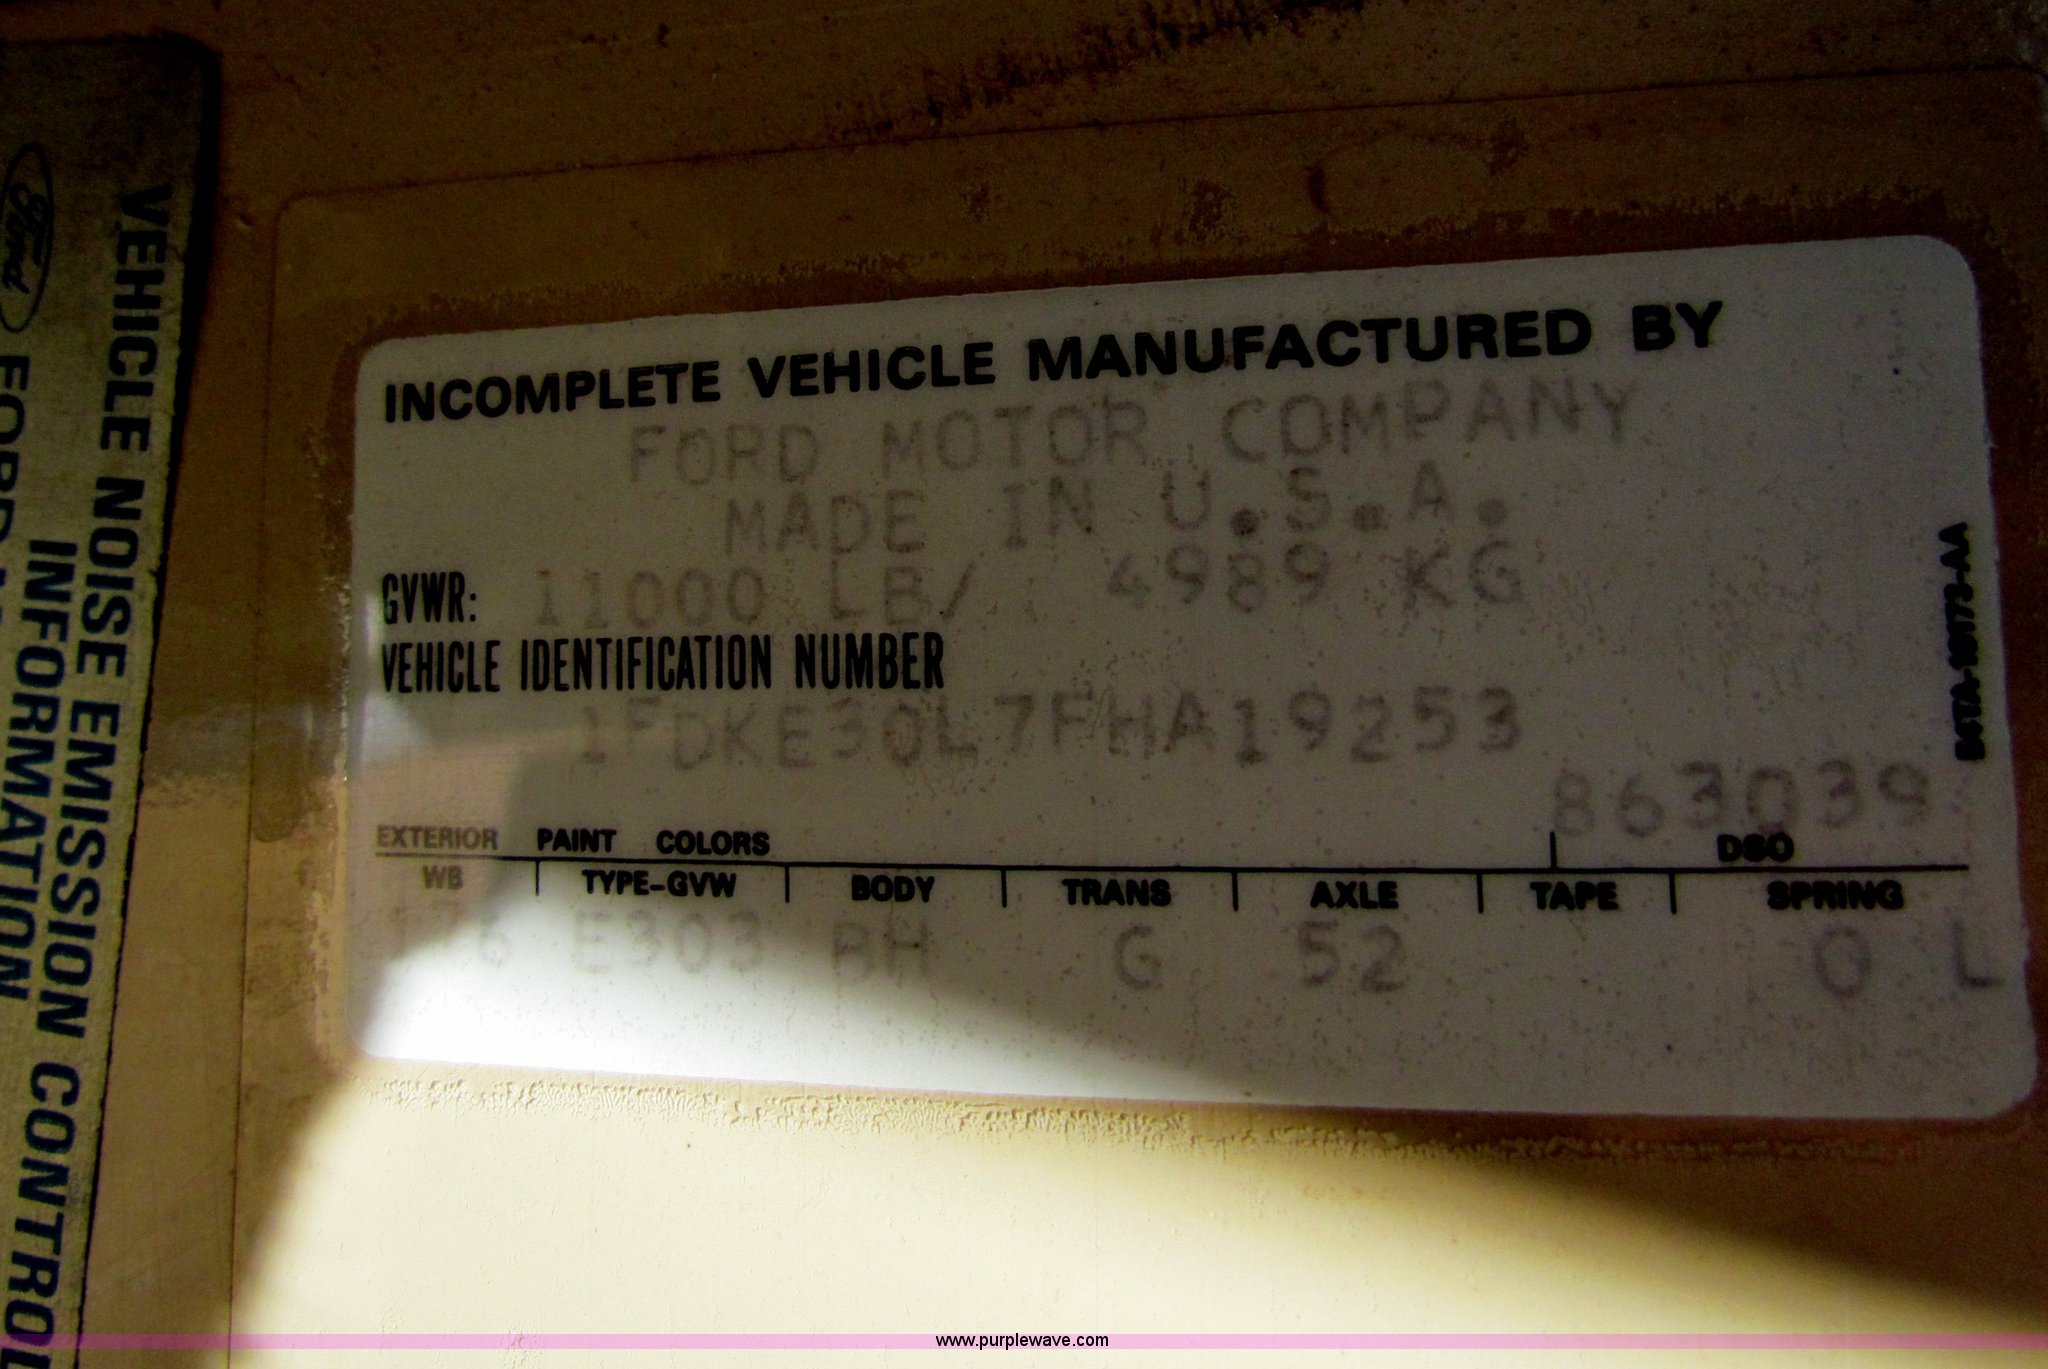 Ford
VEHICLE NOISE EMISSION CONTROL
INFORMATION
INCOMPLETE VEHICLE MANUFACTURED BY
FORD MOTOR COMPANY
MADE IN U.S.A.
GVWR: 11000 LB/ 4989 KG
VEHICLE IDENTIFICATION NUMBER
1FDKE30L7FHA19253
863039
EXTERIOR PAINT COLORS DSO
WB TYPE-GVW BODY TRANS AXLE TAPE SPRING
E303 BH G 52 O L
www.purplewave.com